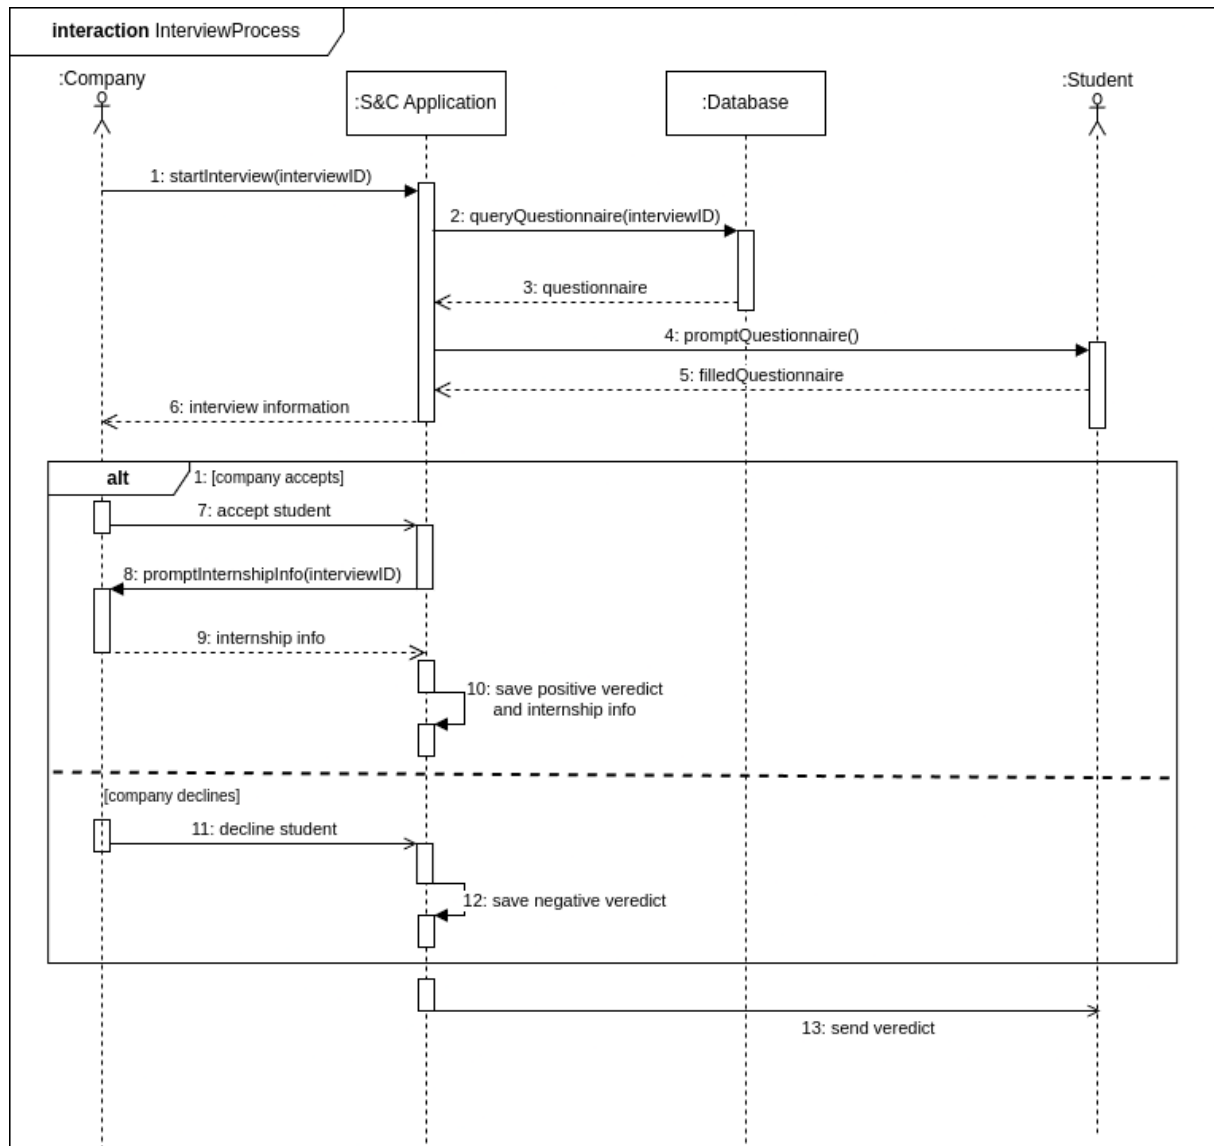 interaction InterviewProcess
:Company
:S&C Application
:Database
:Student
1: startInterview(interviewID)
2: queryQuestionnaire(interviewID)
3: questionnaire
4: promptQuestionnaire()
5: filledQuestionnaire
6: interview information
alt
1: [company accepts]
7: accept student
8: promptInternshipInfo(interviewID)
9: internship info
10: save positive veredict
and internship info
[company declines]
11: decline student
12: save negative veredict
13: send veredict